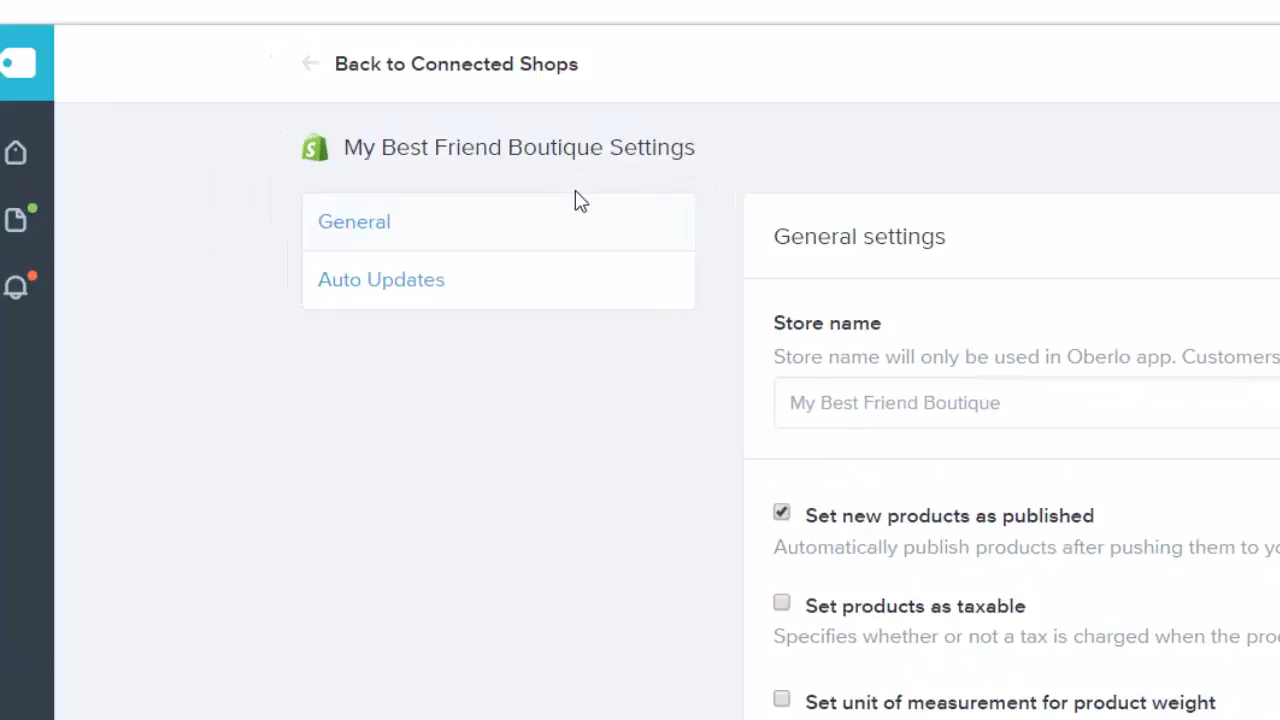 Back to Connected Shops
My Best Friend Boutique Settings
General
Auto Updates
General settings
Store name
Store name will only be used in Oberlo app. Customers
My Best Friend Boutique
Set new products as published
Automatically publish products after pushing them to
Set products as taxable
Specifies whether or not a tax is charged when the
Set unit of measurement for product weight